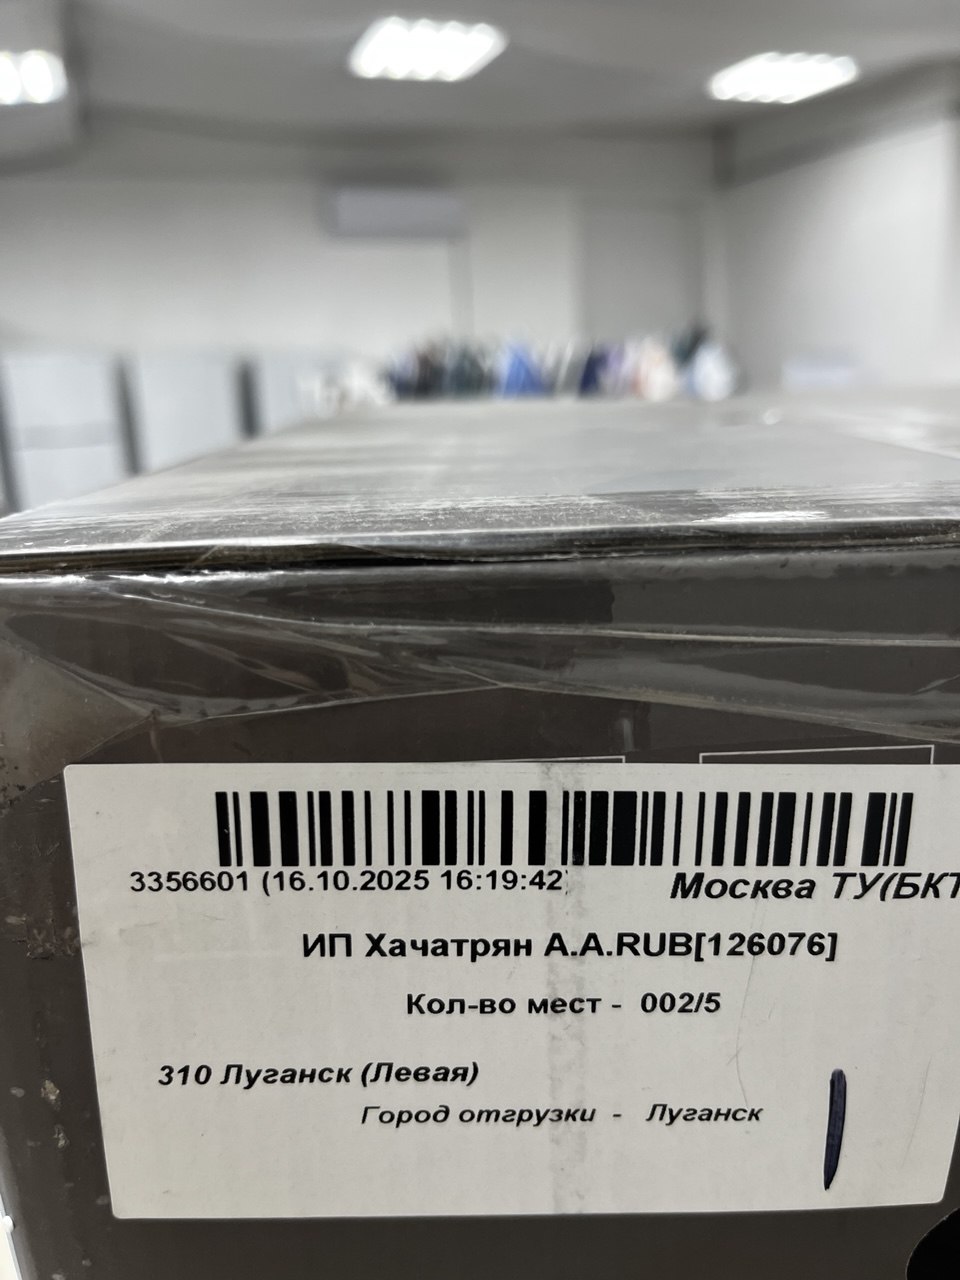 3356601 (16.10.2025 16:19:42)
Москва ТУ(БКТ
ИП Хачатрян А.А.RUB[126076]
Кол-во мест - 002/5
310 Луганск (Левая)
Город отгрузки - Луганск